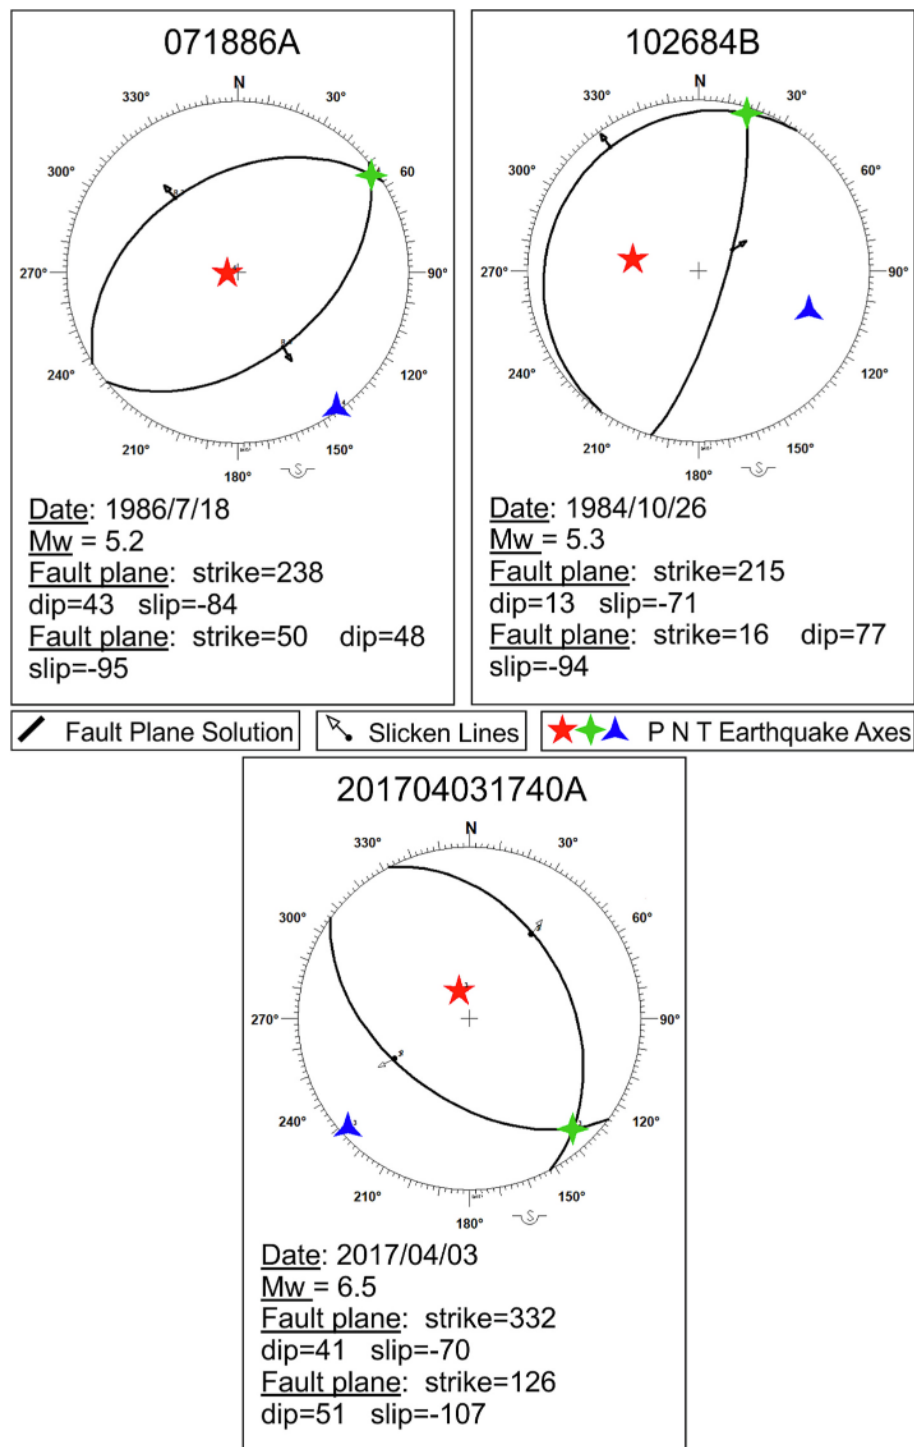 071886A
N
330°
30°
300°
60
270°
90°
240°
120°
210°
150°
180°
S
Date: 1986/7/18
Mw = 5.2
Fault plane: strike=238
dip=43 slip=-84
Fault plane: strike=50 dip=48
slip=-95
102684B
N
330°
30°
300°
60°
270°
90°
240°
120°
210°
150°
180°
S
Date: 1984/10/26
Mw = 5.3
Fault plane: strike=215
dip=13 slip=-71
Fault plane: strike=16 dip=77
slip=-94
Fault Plane Solution
Slicken Lines
P N T Earthquake Axes
201704031740A
N
330°
30°
300°
60°
270°
90°
240°
120°
210°
150°
180°
S
Date: 2017/04/03
Mw = 6.5
Fault plane: strike=332
dip=41 slip=-70
Fault plane: strike=126
dip=51 slip=-107